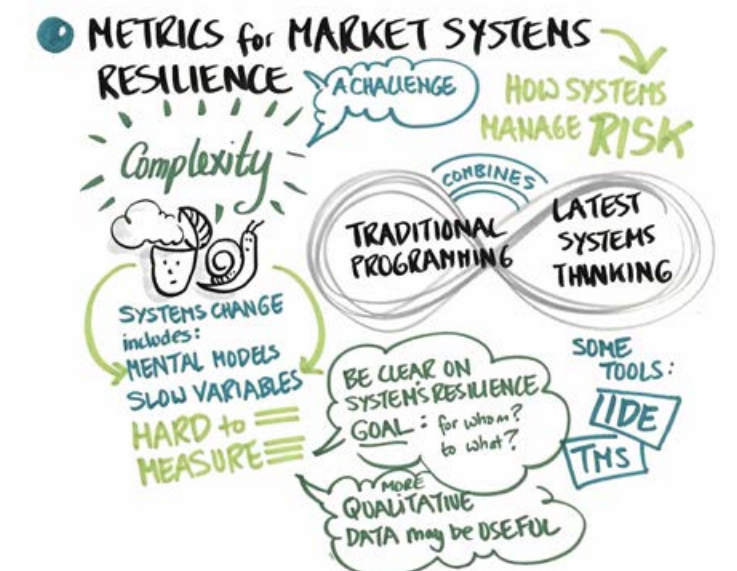 METRICS for MARKET SYSTEMS
RESILIENCE
A CHALLENGE
HOW SYSTEMS
MANAGE RISK
Complexity
COMBINES
TRADITIONAL
PROGRAMMING
LATEST
SYSTEMS
THINKING
SYSTEMS CHANGE
includes:
MENTAL MODELS
SLOW VARIABLES
HARD to
MEASURE
BE CLEAR ON
SYSTEMS RESILIENCE
GOAL: for whom?
to what?
SOME
TOOLS:
IIDE
TMS
MORE
QUALITATIVE
DATA may be USEFUL